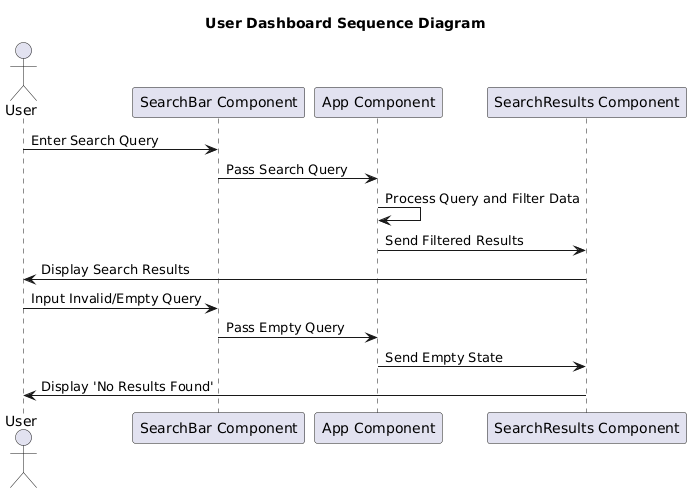 User Dashboard Sequence Diagram
User
SearchBar Component
App Component
SearchResults Component
Enter Search Query
Pass Search Query
Process Query and Filter Data
Send Filtered Results
Display Search Results
Input Invalid/Empty Query
Pass Empty Query
Send Empty State
Display 'No Results Found'
User
SearchBar Component
App Component
SearchResults Component